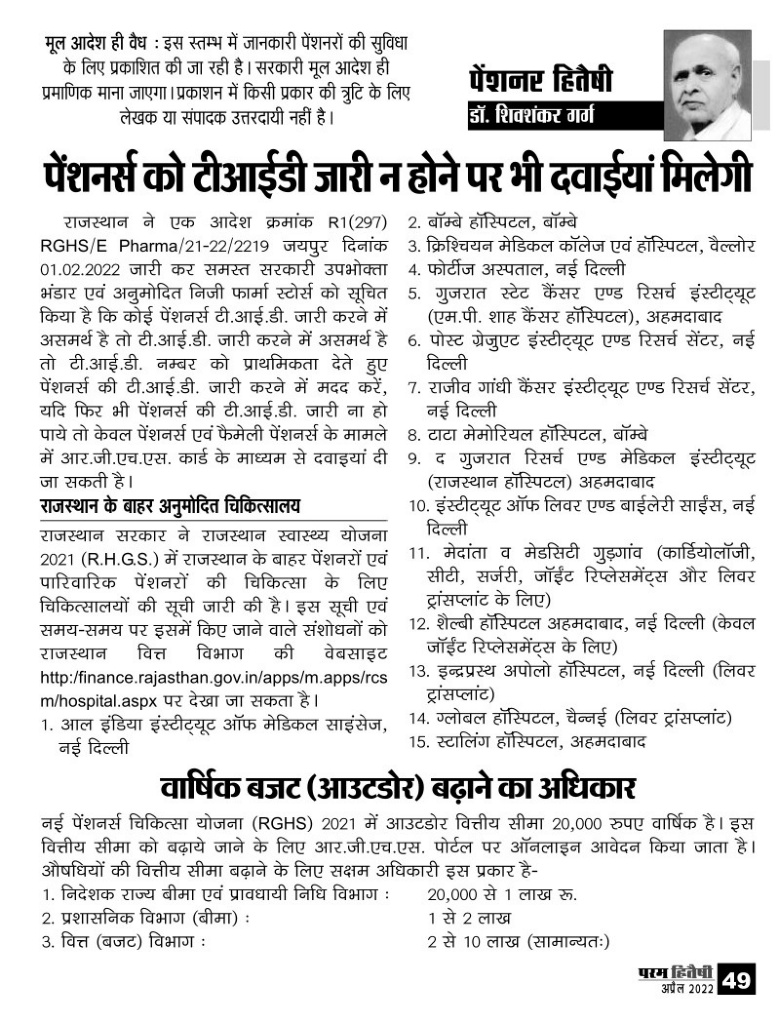 मूल आदेश ही वैध : इस स्तम्भ में जानकारी पेंशनरों की सुविधा
के लिए प्रकाशित की जा रही है। सरकारी मूल आदेश ही
प्रमाणिक माना जाएगा।प्रकाशन में किसी प्रकार की त्रुटि के लिए
लेखक या संपादक उत्तरदायी नहीं है।
पेंशनर हितैषी
डॉ. शिवशंकर गर्ग
पेंशनर्स को टीआईडी जारी न होने पर भी दवाईयां मिलेगी
राजस्थान ने एक आदेश क्रमांक R1(297)
RGHS/E Pharma/21-22/2219 जयपुर दिनांक
01.02.2022 जारी कर समस्त सरकारी उपभोक्ता
भंडार एवं अनुमोदित निजी फार्मा स्टोर्स को सूचित
किया है कि कोई पेंशनर्स टी.आई.डी. जारी करने में
असमर्थ है तो टी.आई.डी. जारी करने में असमर्थ है
तो टी.आई.डी. नम्बर को प्राथमिकता देते हुए
पेंशनर्स की टी.आई.डी. जारी करने में मदद करें,
यदि फिर भी पेंशनर्स की टी.आई.डी. जारी ना हो
पाये तो केवल पेंशनर्स एवं फैमेली पेंशनर्स के मामले
में आर.जी.एच.एस. कार्ड के माध्यम से दवाइयां दी
जा सकती है।
राजस्थान के बाहर अनुमोदित चिकित्सालय
राजस्थान सरकार ने राजस्थान स्वास्थ्य योजना
2021 (R.H.G.S.) में राजस्थान के बाहर पेंशनरों एवं
पारिवारिक पेंशनरों की चिकित्सा के लिए
चिकित्सालयों की सूची जारी की है। इस सूची एवं
समय-समय पर इसमें किए जाने वाले संशोधनों को
राजस्थान वित्त विभाग की वेबसाइट
http://finance.rajasthan.gov.in/apps/m.apps/rcs
m/hospital.aspx पर देखा जा सकता है।
1. आल इंडिया इंस्टीट्यूट ऑफ मेडिकल साइंसेज,
नई दिल्ली
2. बॉम्बे हॉस्पिटल, बॉम्बे
3. क्रिश्चियन मेडिकल कॉलेज एवं हॉस्पिटल, वैल्लोर
4. फोर्टीज अस्पताल, नई दिल्ली
5. गुजरात स्टेट कैंसर एण्ड रिसर्च इंस्टीट्यूट
(एम.पी. शाह कैंसर हॉस्पिटल), अहमदाबाद
6. पोस्ट ग्रेजुएट इंस्टीट्यूट एण्ड रिसर्च सेंटर, नई
दिल्ली
7. राजीव गांधी कैंसर इंस्टीट्यूट एण्ड रिसर्च सेंटर,
नई दिल्ली
8. टाटा मेमोरियल हॉस्पिटल, बॉम्बे
9. द गुजरात रिसर्च एण्ड मेडिकल इंस्टीट्यूट
(राजस्थान हॉस्पिटल) अहमदाबाद
10. इंस्टीट्यूट ऑफ लिवर एण्ड बाईलेरी साईंस, नई
दिल्ली
11. मेदांता व मेडसिटी गुड़गांव (कार्डियोलॉजी,
सीटी, सर्जरी, जॉईंट रिप्लेसमेंट्स और लिवर
ट्रांसप्लांट के लिए)
12. शैल्बी हॉस्पिटल अहमदाबाद, नई दिल्ली (केवल
जॉईंट रिप्लेसमेंट्स के लिए)
13. इन्द्रप्रस्थ अपोलो हॉस्पिटल, नई दिल्ली (लिवर
ट्रांसप्लांट)
14. ग्लोबल हॉस्पिटल, चैन्नई (लिवर ट्रांसप्लांट)
15. स्टालिंग हॉस्पिटल, अहमदाबाद
वार्षिक बजट (आउटडोर) बढ़ाने का अधिकार
नई पेंशनर्स चिकित्सा योजना (RGHS) 2021 में आउटडोर वित्तीय सीमा 20,000 रुपए वार्षिक है। इस
वित्तीय सीमा को बढ़ाये जाने के लिए आर.जी.एच.एस. पोर्टल पर ऑनलाइन आवेदन किया जाता है।
औषधियों की वित्तीय सीमा बढ़ाने के लिए सक्षम अधिकारी इस प्रकार है-
1. निदेशक राज्य बीमा एवं प्रावधायी निधि विभाग : 20,000 से 1 लाख रू.
2. प्रशासनिक विभाग (बीमा) : 1 से 2 लाख
3. वित्त (बजट) विभाग : 2 से 10 लाख (सामान्यतः)
परम हितैषी
अप्रैल 2022 49